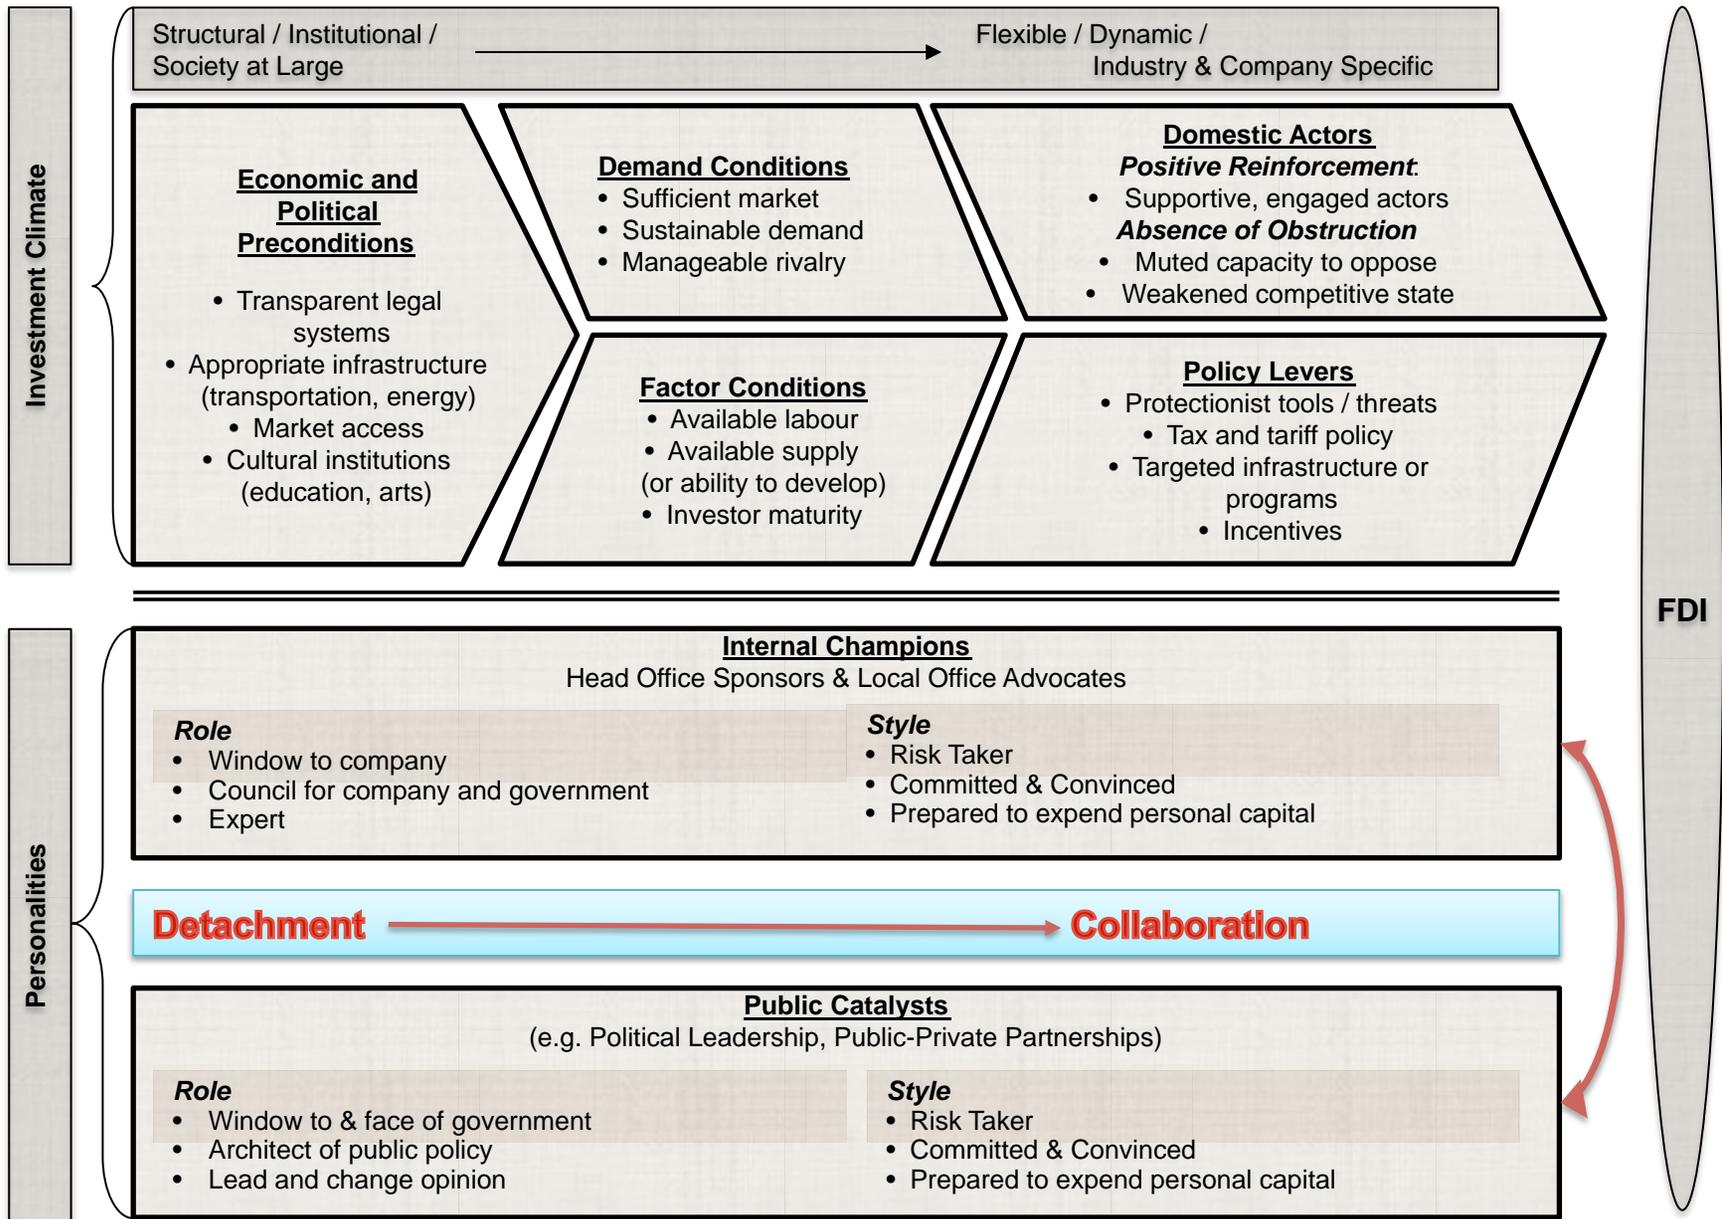 Structural / Institutional /
Society at Large
Flexible / Dynamic /
Industry & Company Specific
Investment Climate
Economic and
Political
Preconditions
• Transparent legal
systems
• Appropriate infrastructure
(transportation, energy)
• Market access
• Cultural institutions
(education, arts)
Demand Conditions
• Sufficient market
• Sustainable demand
• Manageable rivalry
Domestic Actors
Positive Reinforcement:
• Supportive, engaged actors
Absence of Obstruction
• Muted capacity to oppose
• Weakened competitive state
Factor Conditions
• Available labour
• Available supply
(or ability to develop)
• Investor maturity
Policy Levers
• Protectionist tools / threats
• Tax and tariff policy
• Targeted infrastructure or
programs
• Incentives
FDI
Personalities
Internal Champions
Head Office Sponsors & Local Office Advocates
Role
• Window to company
• Council for company and government
• Expert
Style
• Risk Taker
• Committed & Convinced
• Prepared to expend personal capital
Detachment
Collaboration
Public Catalysts
(e.g. Political Leadership, Public-Private Partnerships)
Role
• Window to & face of government
• Architect of public policy
• Lead and change opinion
Style
• Risk Taker
• Committed & Convinced
• Prepared to expend personal capital